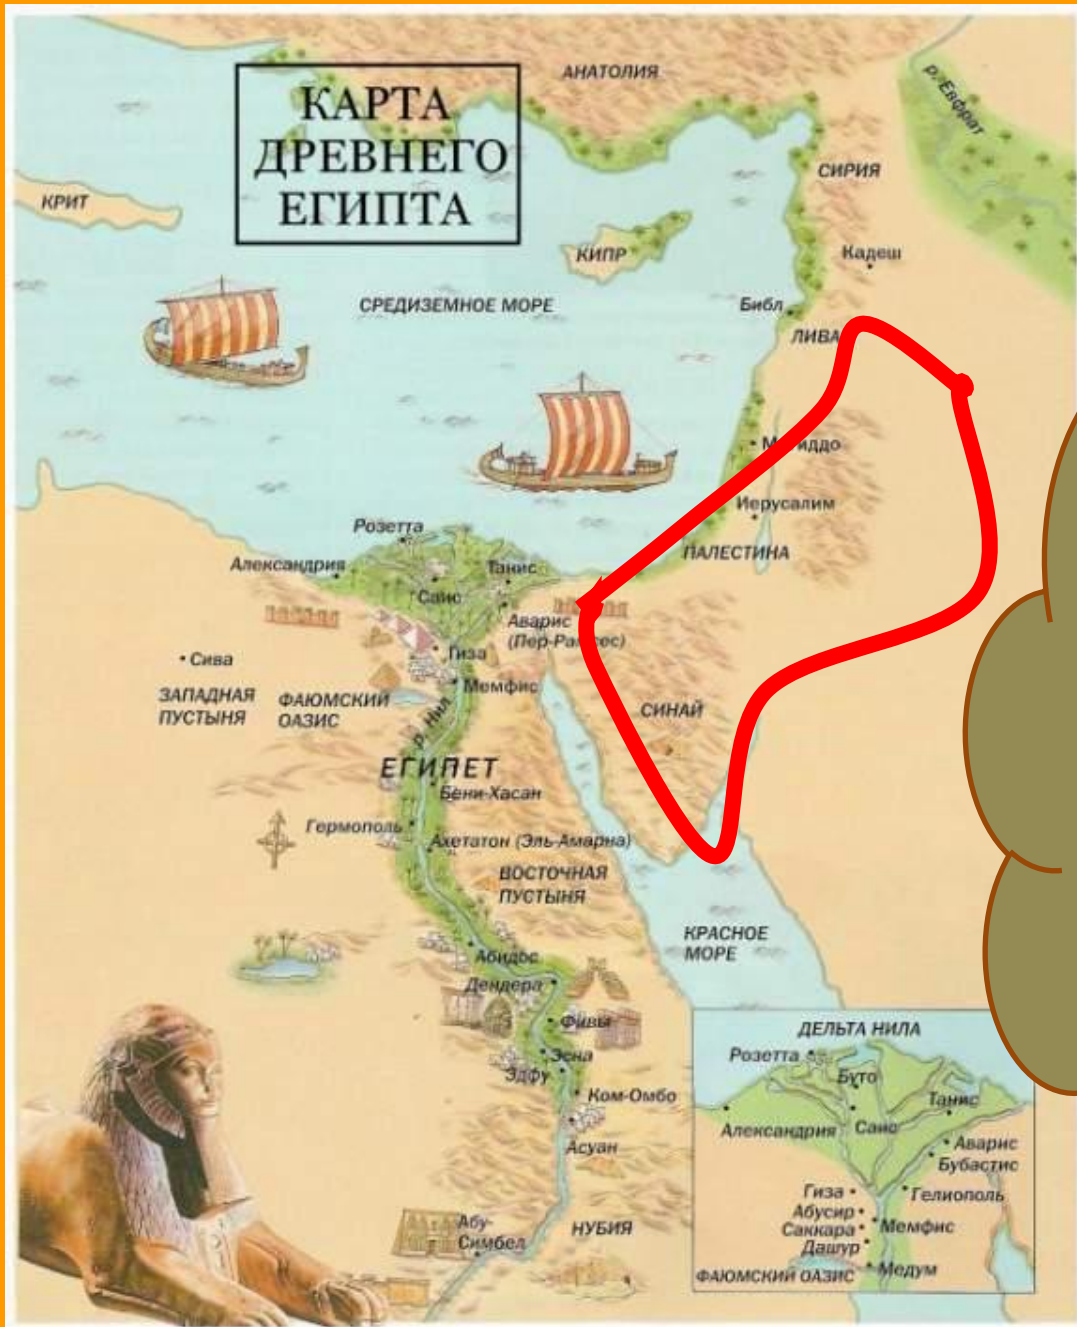 КАРТА
ДРЕВНЕГО
ЕГИПТА
АНАТОЛИЯ
р. Евфрат
СИРИЯ
КРИТ
КИПР
Кадеш
СРЕДИЗЕМНОЕ МОРЕ
Библ
ЛИВА
Иерусалим
ПАЛЕСТИНА
Розетта
Александрия
Танис
Саис
Аварис
Гиза
Сива
Мемфис
ЗАПАДНАЯ
ПУСТЫНЯ
ФАЮМСКИЙ
ОАЗИС
р. Нил
СИНАЙ
ЕГИПЕТ
Бени-Хасан
Гермополь
Ахетатон (Эль-Амарна)
ВОСТОЧНАЯ
ПУСТЫНЯ
КРАСНОЕ
МОРЕ
Абидос
Дендера
Фивы
Эсна
Эдфу
Ком-Омбо
Асуан
Абу-
Симбел
НУБИЯ
ДЕЛЬТА НИЛА
Розетта
Буто
Танис
Александрия
Саис
Аварис
Бубастис
Гиза
Гелиополь
Абусир
Саккара
Мемфис
Дашур
ФАЮМСКИЙ ОАЗИС
Медум